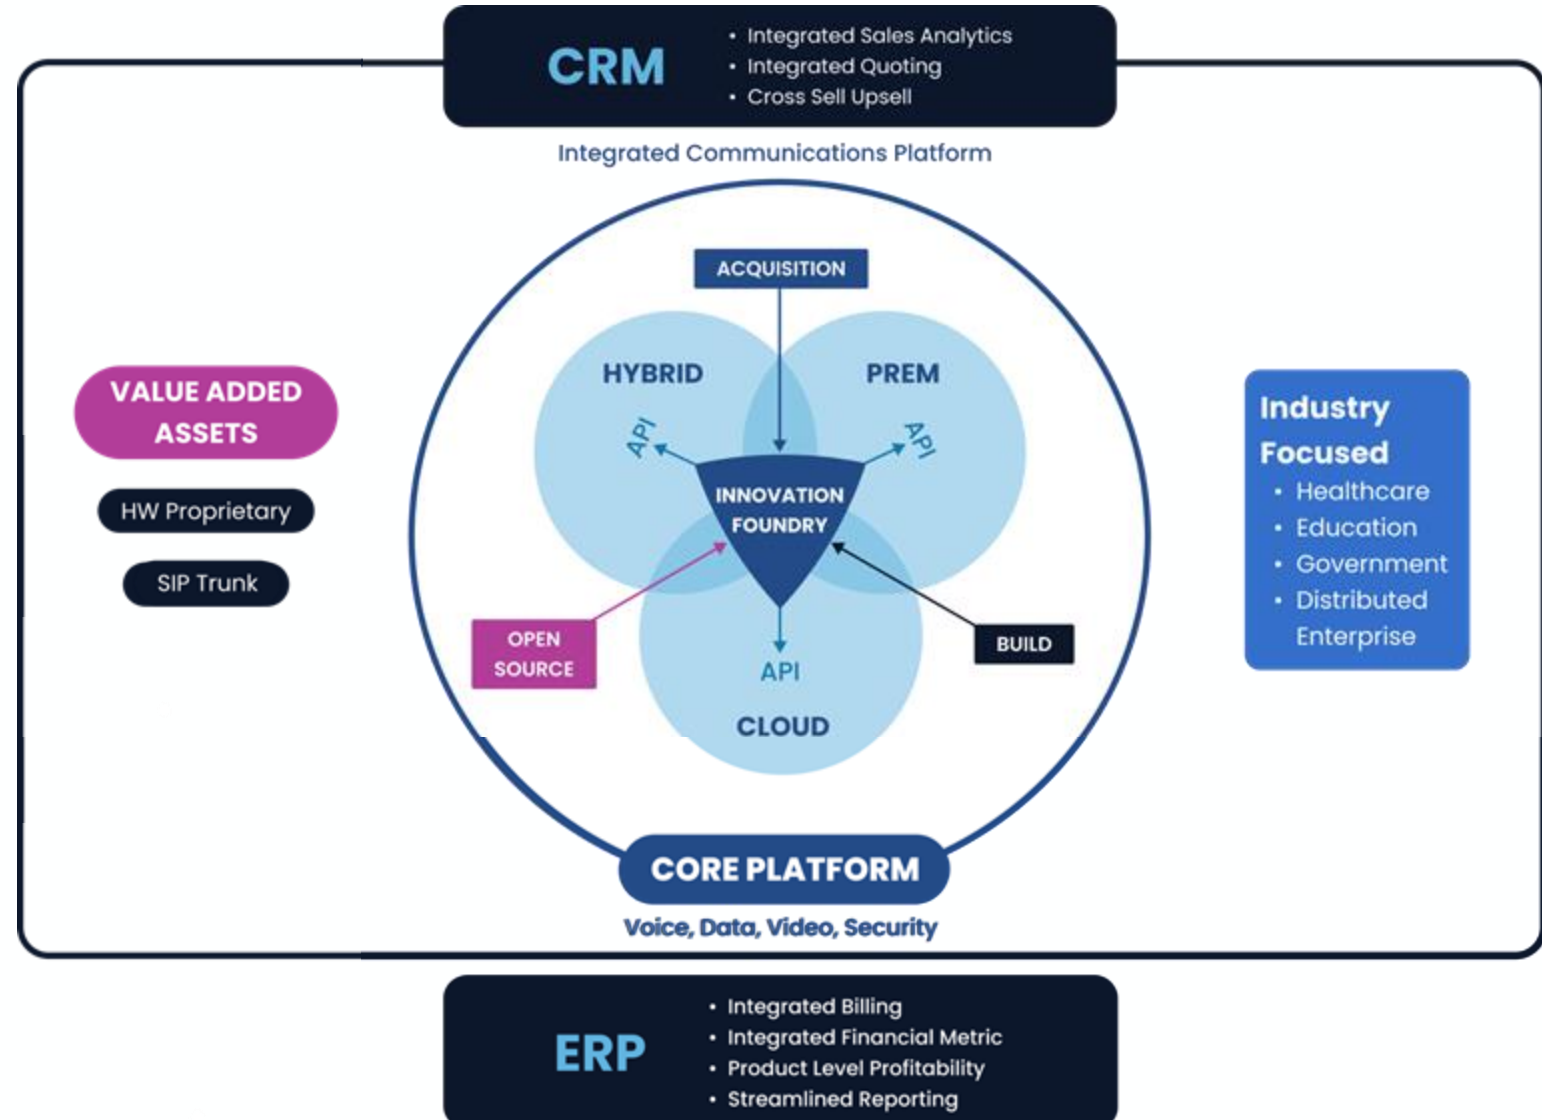 CRM
• Integrated Sales Analytics
• Integrated Quoting
• Cross Sell Upsell
Integrated Communications Platform
ACQUISITION
HYBRID
PREM
API
API
INNOVATION
FOUNDRY
OPEN
SOURCE
BUILD
API
CLOUD
VALUE ADDED
ASSETS
HW Proprietary
SIP Trunk
Industry
Focused
• Healthcare
• Education
• Government
• Distributed
Enterprise
CORE PLATFORM
Voice, Data, Video, Security
ERP
• Integrated Billing
• Integrated Financial Metric
• Product Level Profitability
• Streamlined Reporting